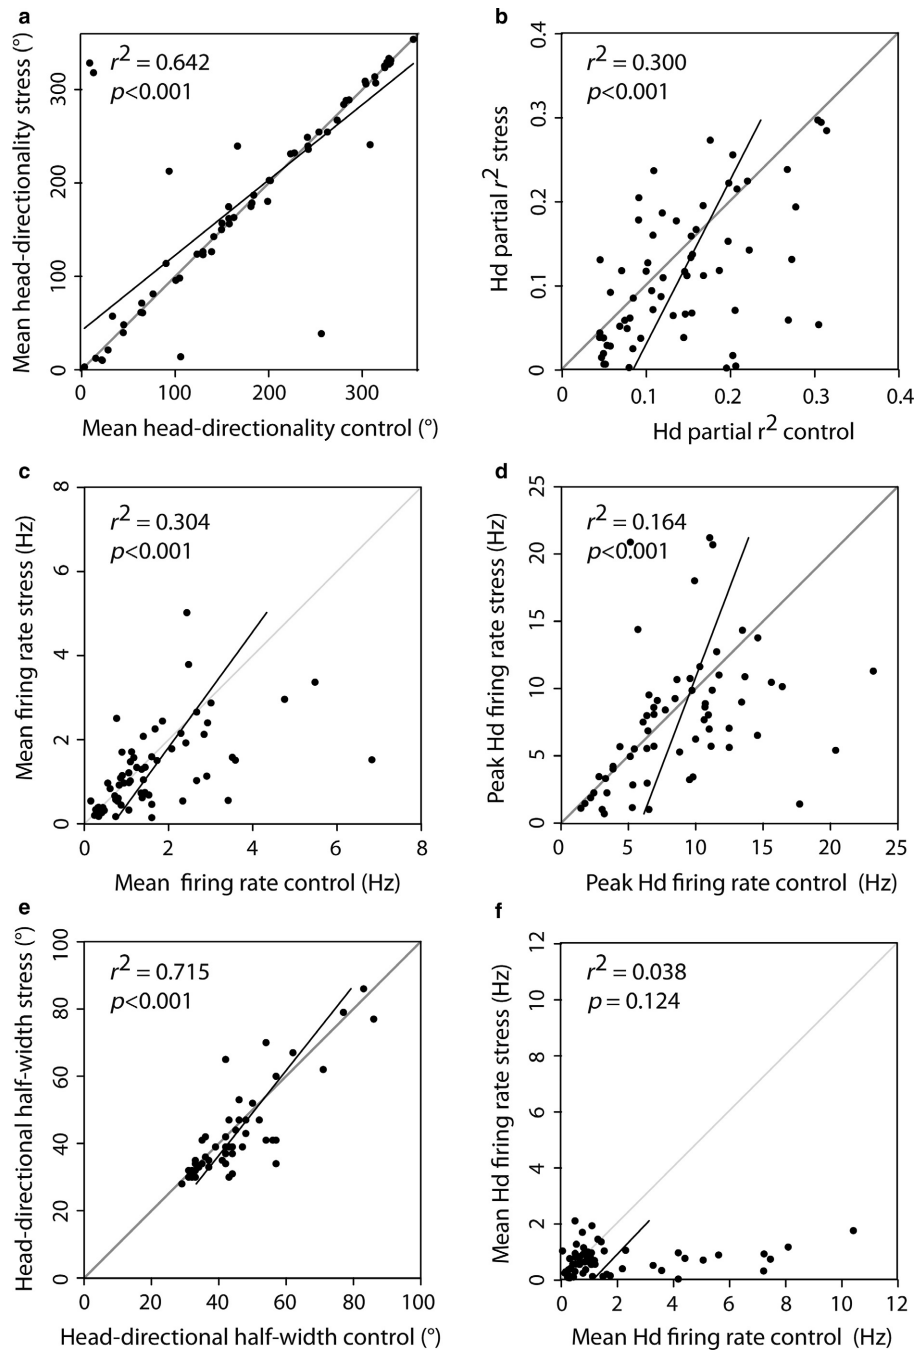 a
r2 = 0.642
p<0.001
Mean head-directionality stress (°)
0
100
200
300
0 100 200 300
Mean head-directionality control (°)
b
r2 = 0.300
p<0.001
Hd partial r2 stress
0
0.1
0.2
0.3
0.4
0 0.1 0.2 0.3 0.4
Hd partial r2 control
c
r2 = 0.304
p<0.001
Mean firing rate stress (Hz)
0
2
4
6
8
0 2 4 6 8
Mean firing rate control (Hz)
d
r2 = 0.164
p<0.001
Peak Hd firing rate stress (Hz)
0
5
10
15
20
25
0 5 10 15 20 25
Peak Hd firing rate control (Hz)
e
r2 = 0.715
p<0.001
Head-directional half-width stress (°)
0
20
40
60
80
100
0 20 40 60 80 100
Head-directional half-width control (°)
f
r2 = 0.038
p = 0.124
Mean Hd firing rate stress (Hz)
0
2
4
6
8
10
12
0 2 4 6 8 10 12
Mean Hd firing rate control (Hz)